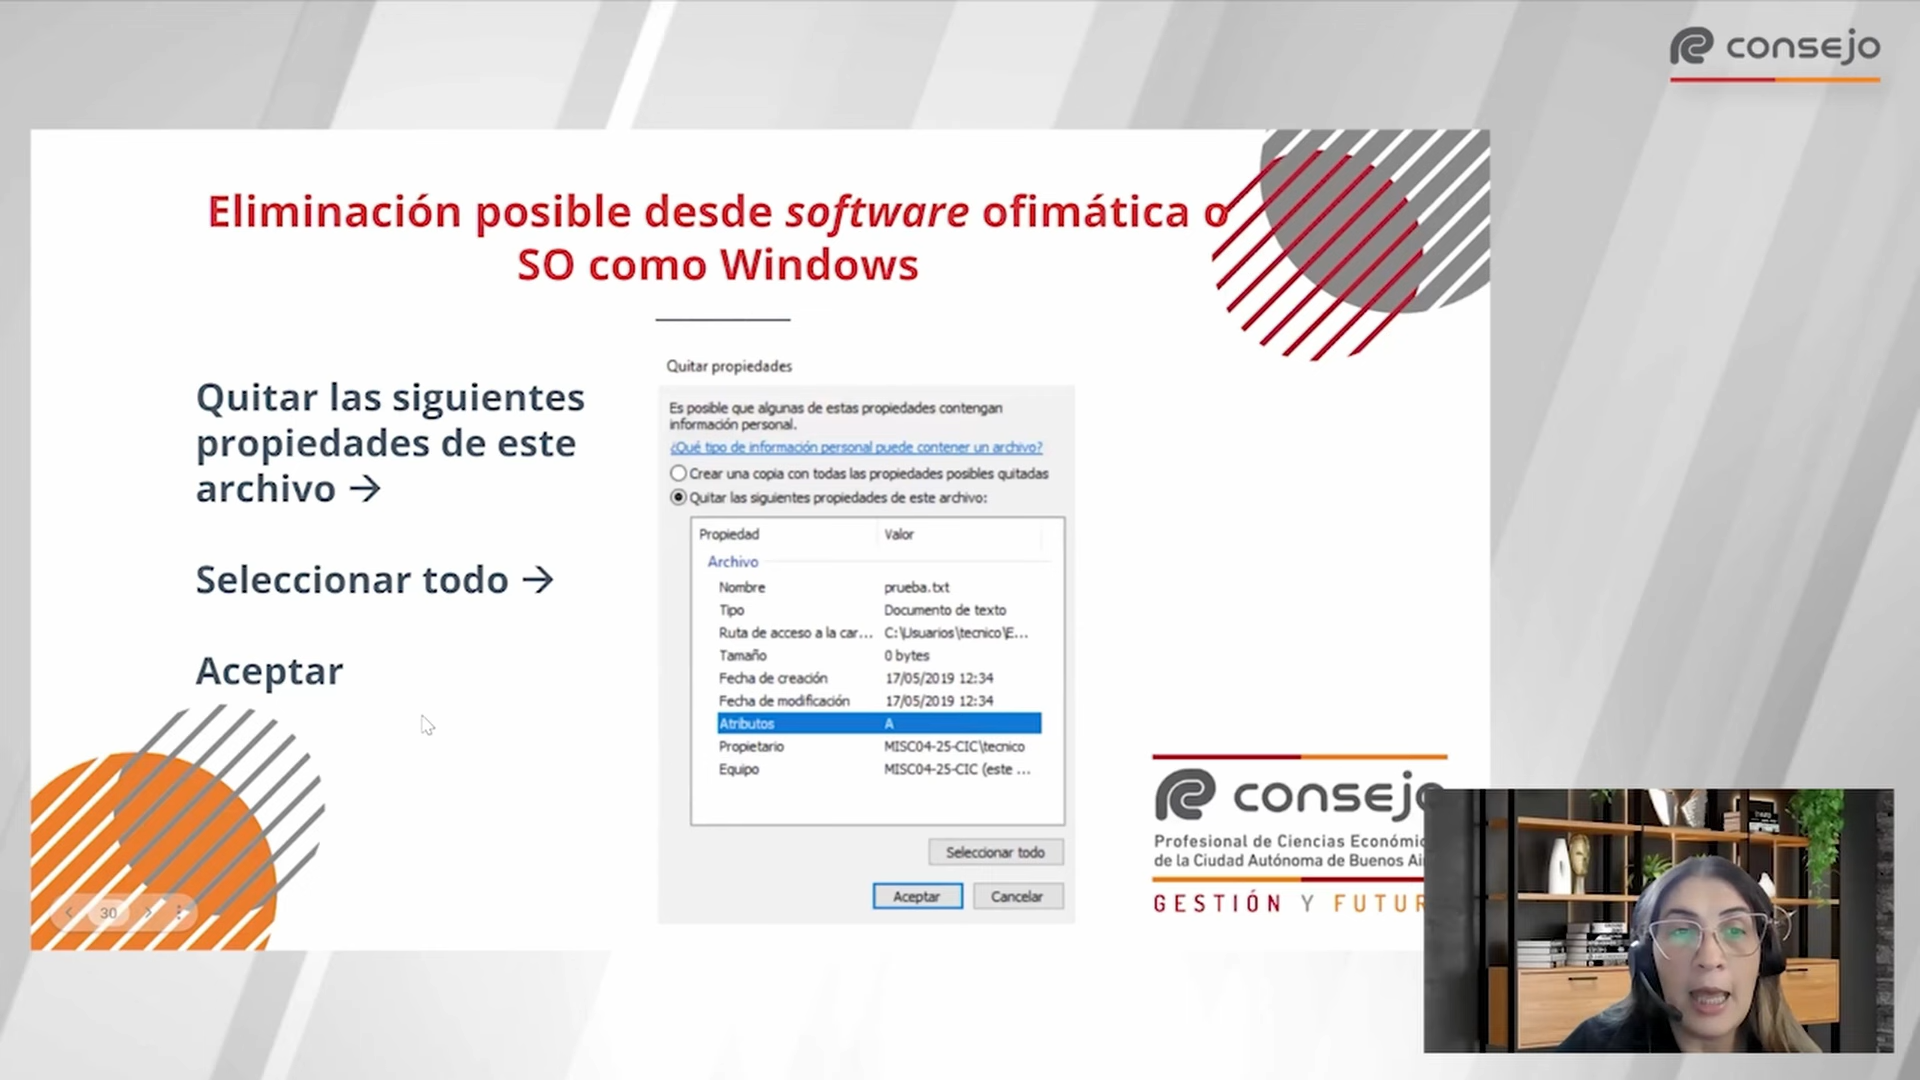 consejo
Eliminación posible desde software ofimática o
SO como Windows
Quitar las siguientes
propiedades de este
archivo →
Seleccionar todo →
Aceptar
Quitar propiedades
Es posible que algunas de estas propiedades contengan
información personal.
¿Qué tipo de información personal puede contener un archivo?
Crear una copia con todas las propiedades posibles quitadas
Quitar las siguientes propiedades de este archivo:
Propiedad Valor
Archivo
Nombre prueba.txt
Tipo Documento de texto
Ruta de acceso a la car... C:\Usuarios\tecnico\E...
Tamaño 0 bytes
Fecha de creación 17/05/2019 12:34
Fecha de modificación 17/05/2019 12:34
Atributos A
Propietario MISC04-25-CIC\tecnico
Equipo MISC04-25-CIC (este ...
Seleccionar todo
Aceptar Cancelar
30
consejo
Profesional de Ciencias Económic
de la Ciudad Autónoma de Buenos Ai
GESTIÓN Y FUTUR